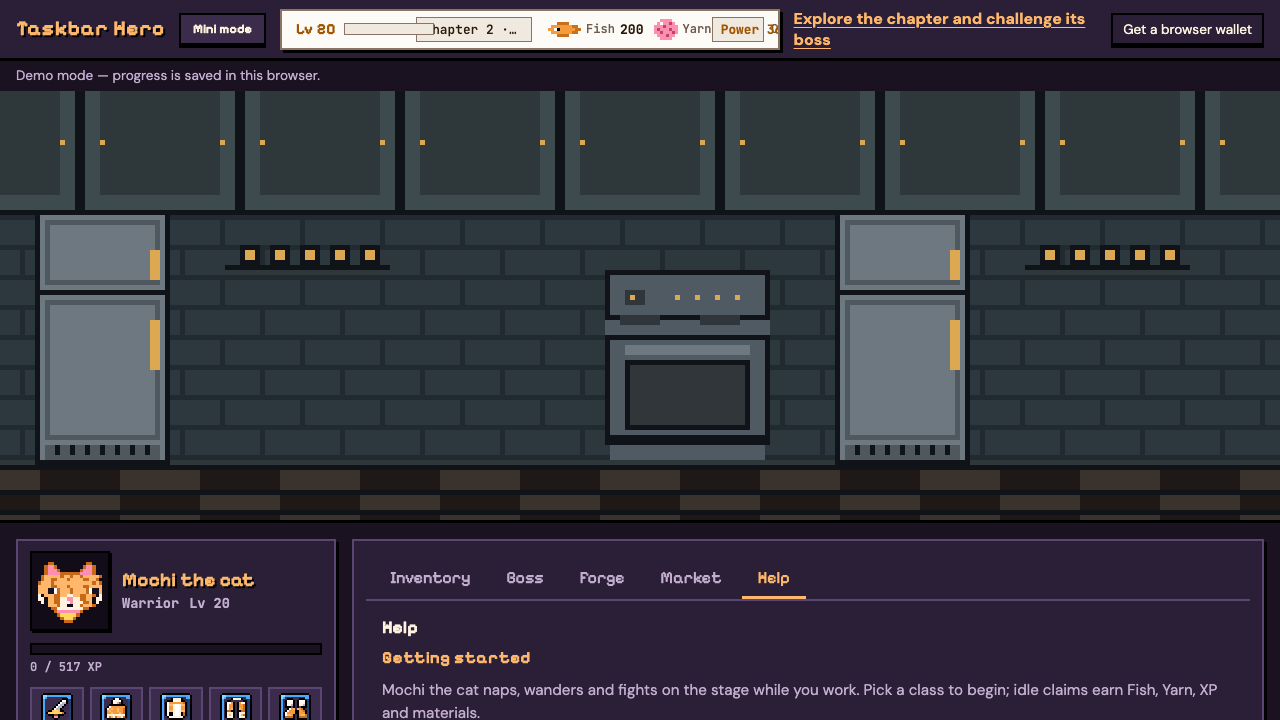 Taskbar Hero
Mini mode
Lv 20
hapter 2 ·…
Fish 200
Yarn
Power
Explore the chapter and challenge its
boss
Get a browser wallet
Demo mode — progress is saved in this browser.
Mochi the cat
Warrior Lv 20
0 / 517 XP
Inventory
Boss
Forge
Market
Help
Help
Getting started
Mochi the cat naps, wanders and fights on the stage while you work. Pick a class to begin; idle claims earn Fish, Yarn, XP
and materials.